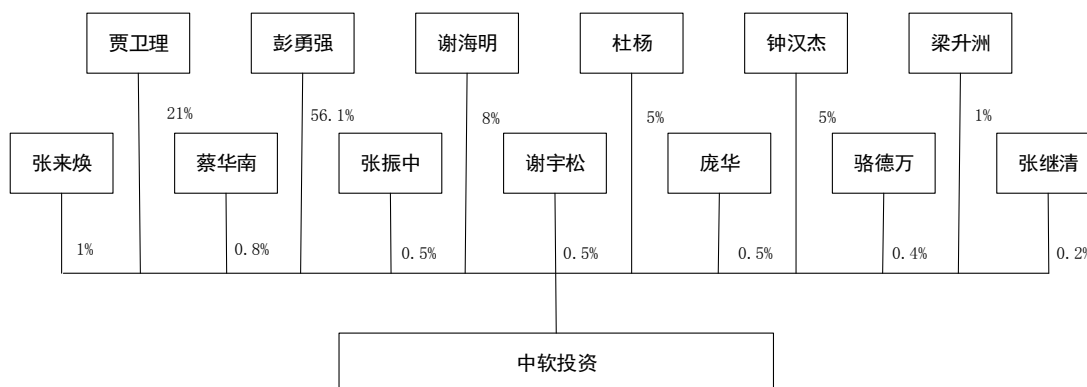 贾卫理
彭勇强
谢海明
杜杨
钟汉杰
梁升洲
21%
56.1%
8%
5%
5%
1%
张来焕
蔡华南
张振中
谢宇松
庞华
骆德万
张继清
1%
0.8%
0.5%
0.5%
0.5%
0.4%
0.2%
中软投资